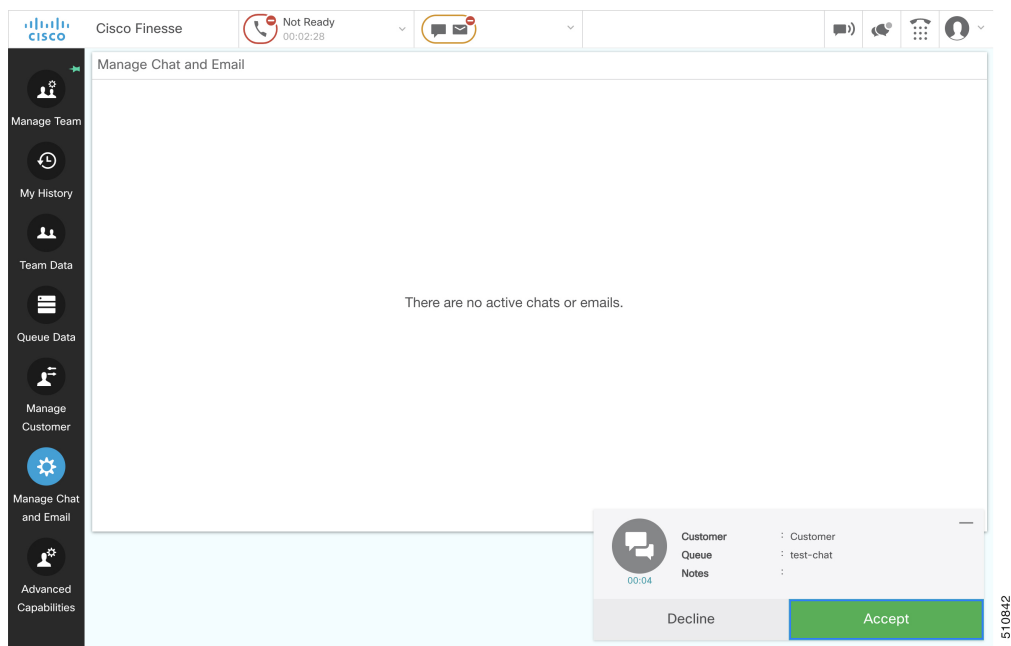 CISCO
Cisco Finesse
Not Ready
00:02:28
Manage Chat and Email
Manage Team
My History
Team Data
Queue Data
Manage
Customer
Manage Chat
and Email
Advanced
Capabilities
There are no active chats or emails.
Customer : Customer
Queue : test-chat
Notes :
00:04
Decline
Accept
510842